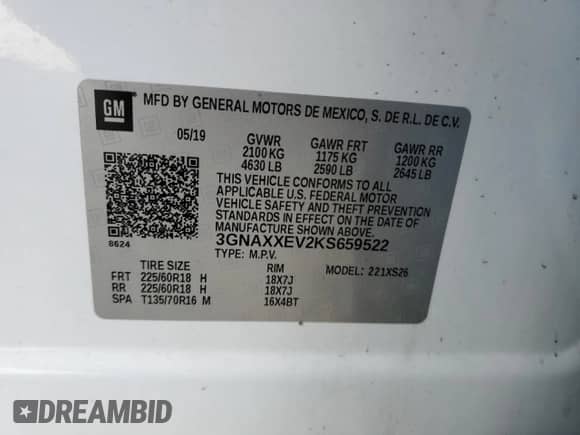 GM
MFD BY GENERAL MOTORS DE MEXICO, S. DE R.L. DE C.V.
05/19 GVWR GAWR FRT GAWR RR
2100 KG 1175 KG 1200 KG
4630 LB 2590 LB 2645 LB
THIS VEHICLE CONFORMS TO ALL
APPLICABLE U.S. FEDERAL MOTOR
VEHICLE SAFETY AND THEFT PREVENTION
STANDARDS IN EFFECT ON THE DATE OF
MANUFACTURE SHOWN ABOVE.
8624 3GNAXXEV2KS659522
TYPE: M.P.V.
TIRE SIZE RIM MODEL: 221XS26
FRT 225/60R18 H 18X7J
RR 225/60R18 H 18X7J
SPA T135/70R16 M 16X4BT
DREAMBID